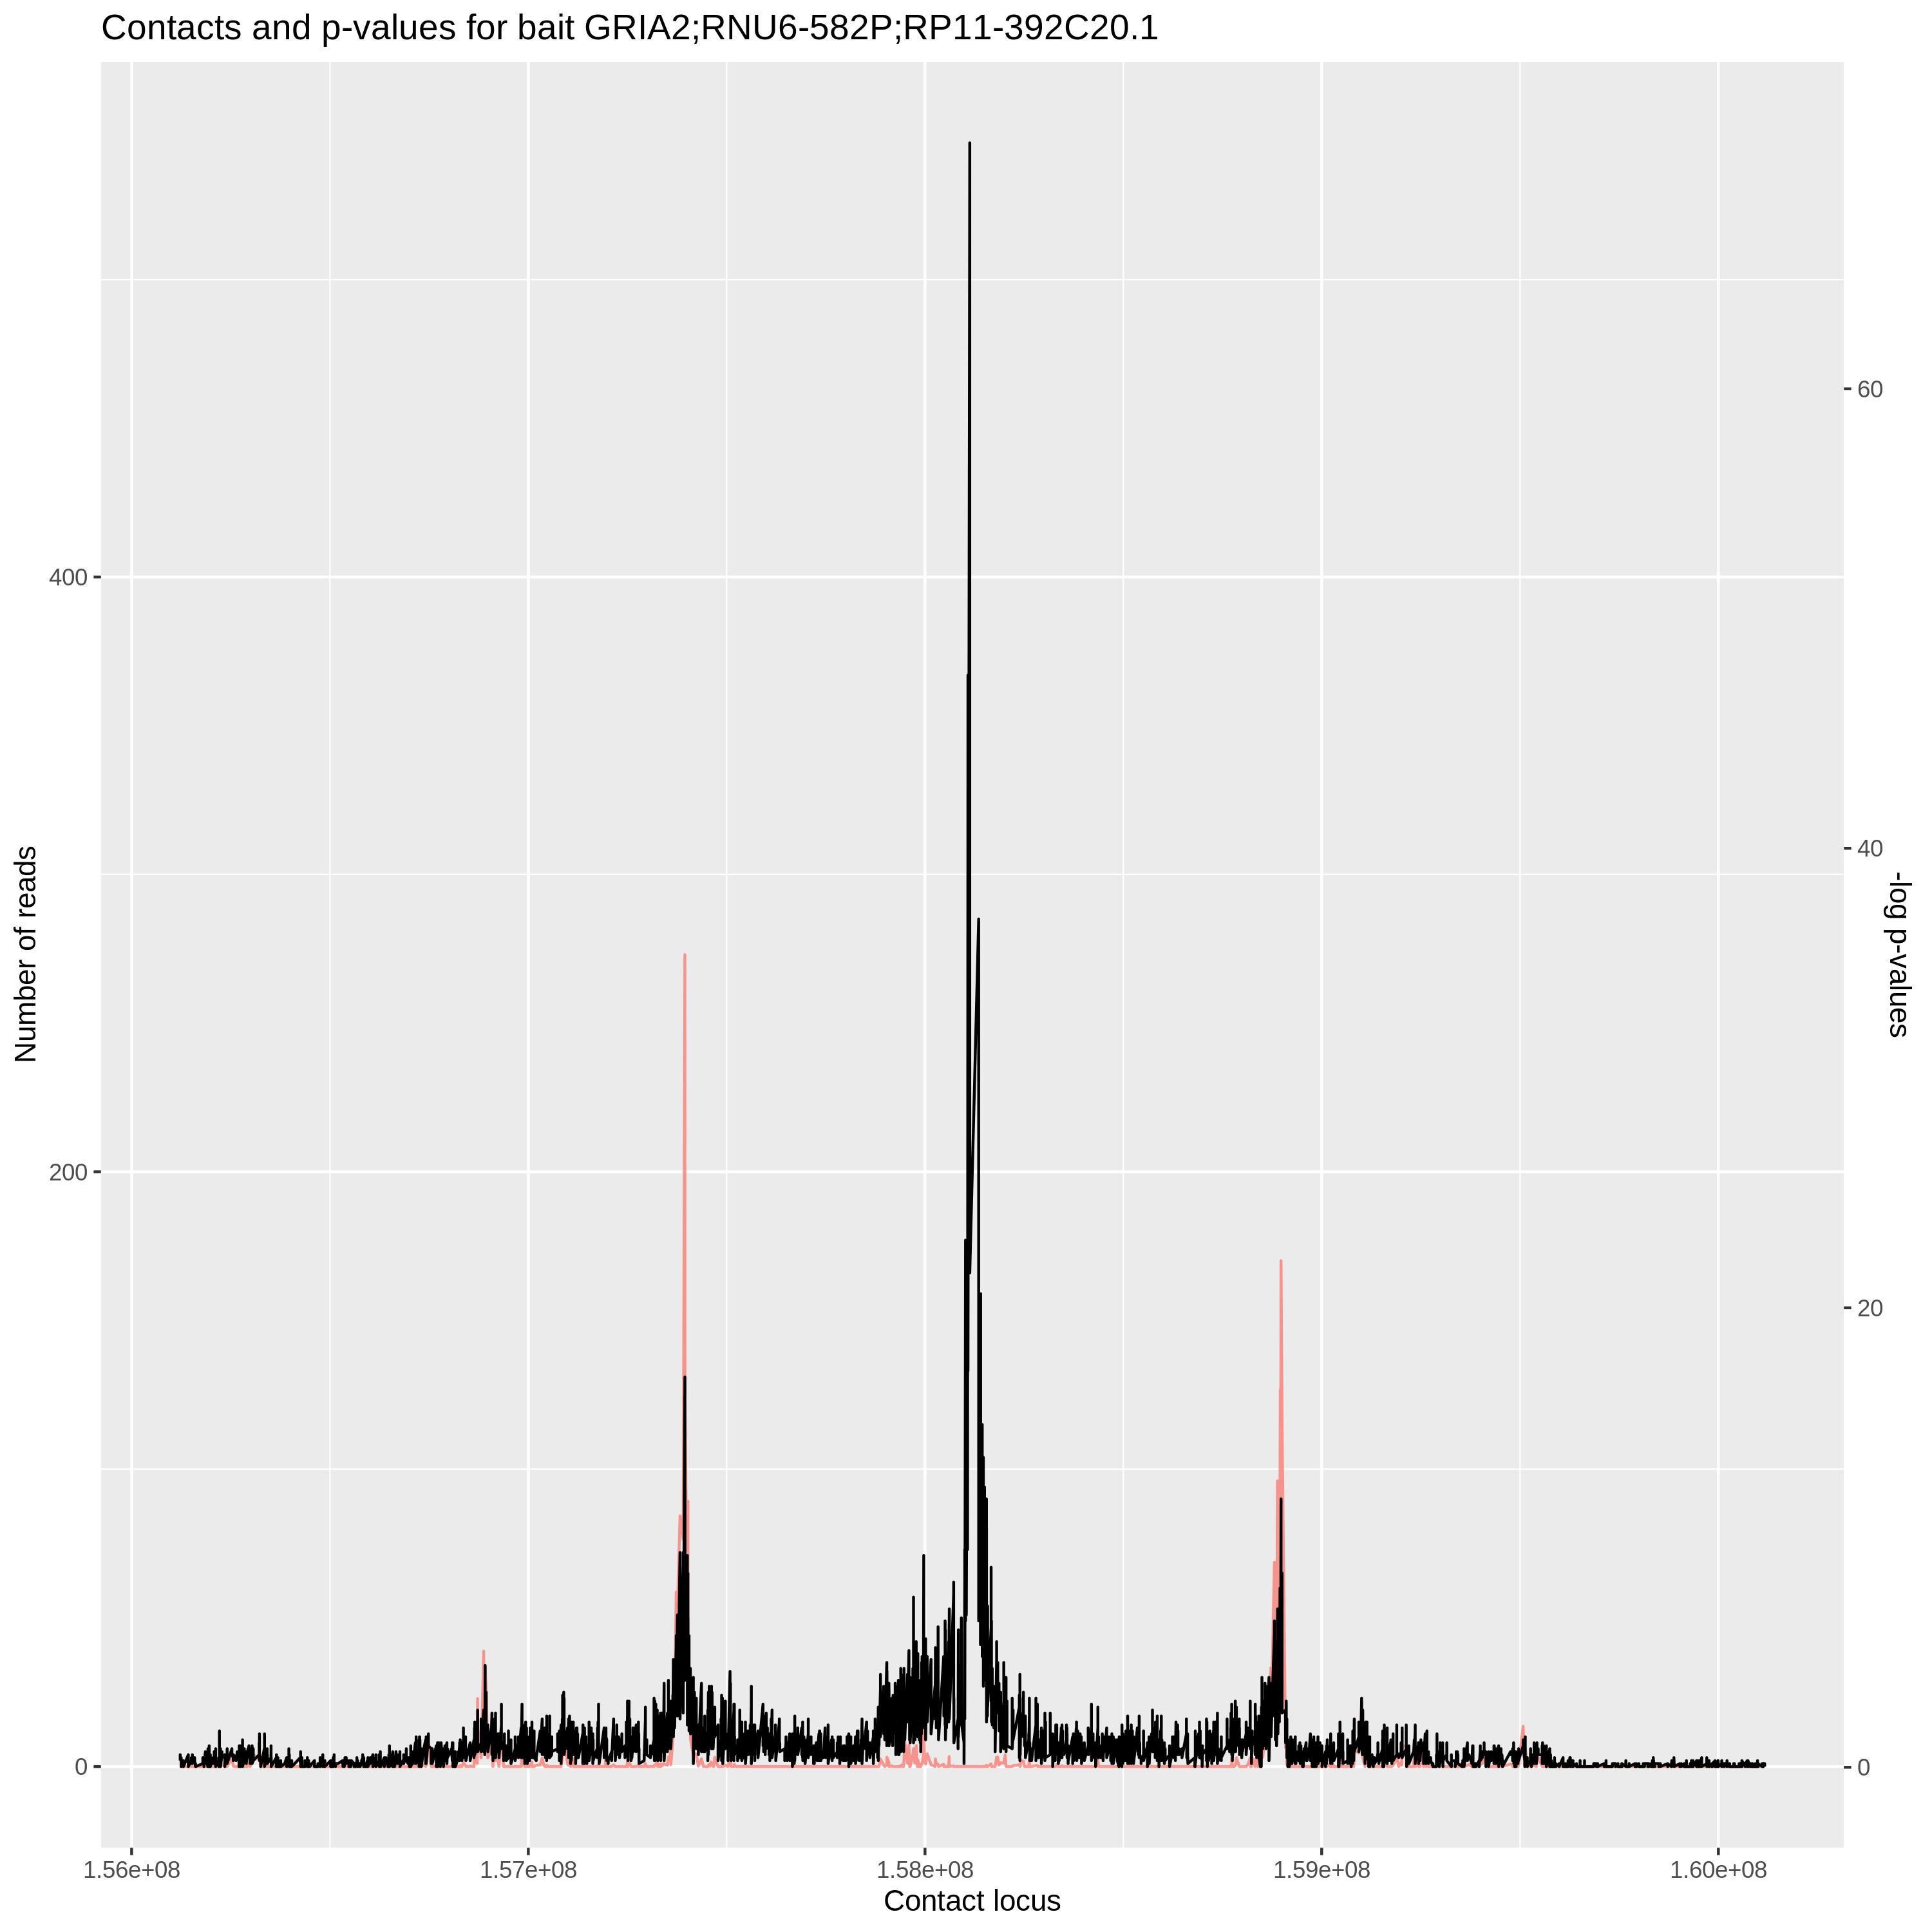 Contacts and p-values for bait GRIA2;RNU6-582P;RP11-392C20.1
60
400
40
Number of reads
-log p-values
20
200
0
0
1.56e+08
1.57e+08
1.58e+08
1.59e+08
1.60e+08
Contact locus